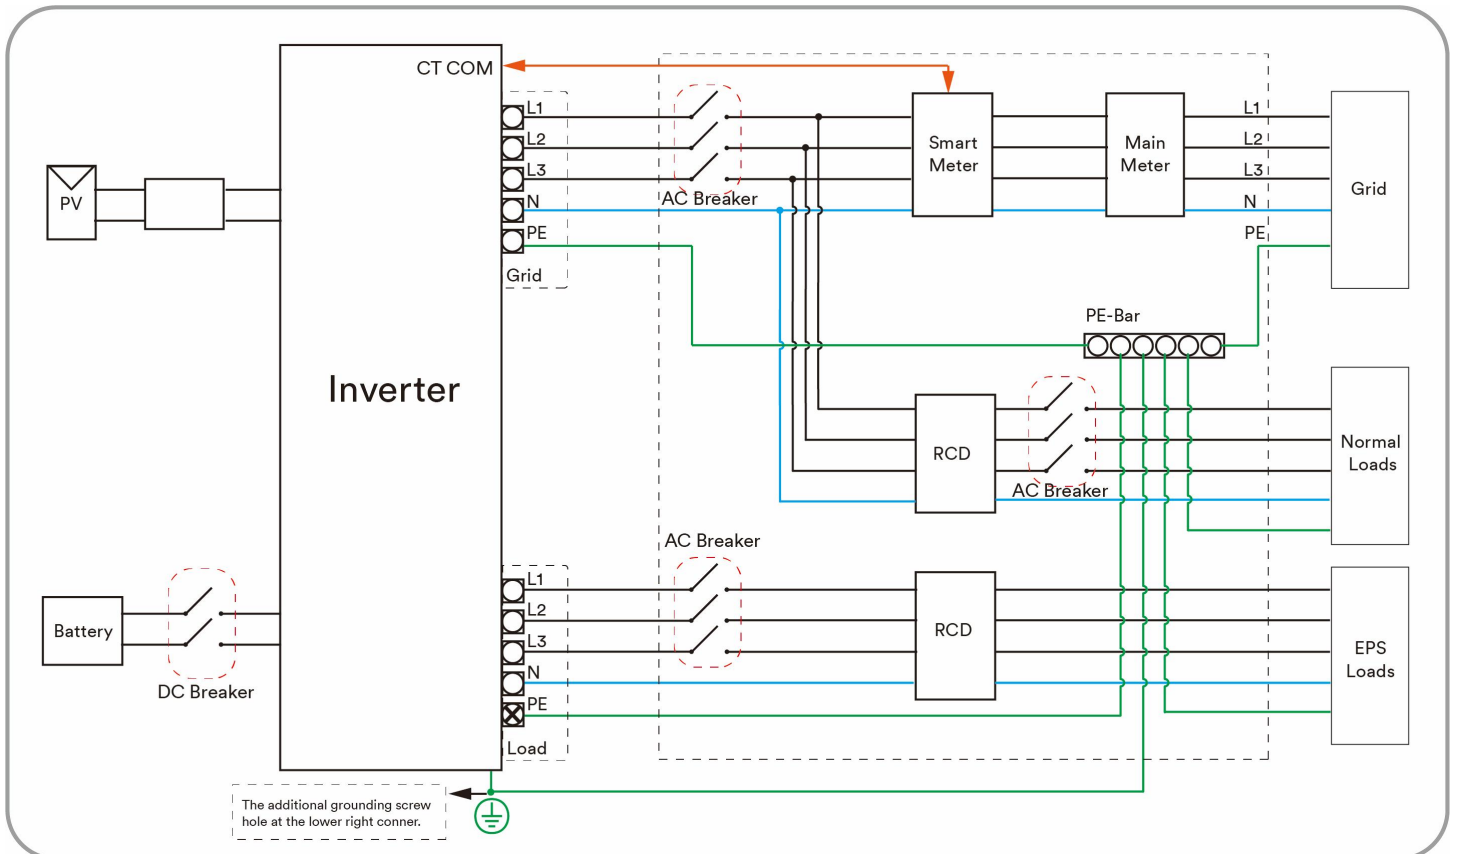 CT COM
L1
L2
L3
N
PE
Grid
AC Breaker
Smart
Meter
Main
Meter
L1
L2
L3
N
PE
Grid
PV
PE-Bar
Inverter
RCD
AC Breaker
Normal
Loads
AC Breaker
L1
L2
L3
N
PE
Load
RCD
EPS
Loads
Battery
DC Breaker
The additional grounding screw
hole at the lower right conner.